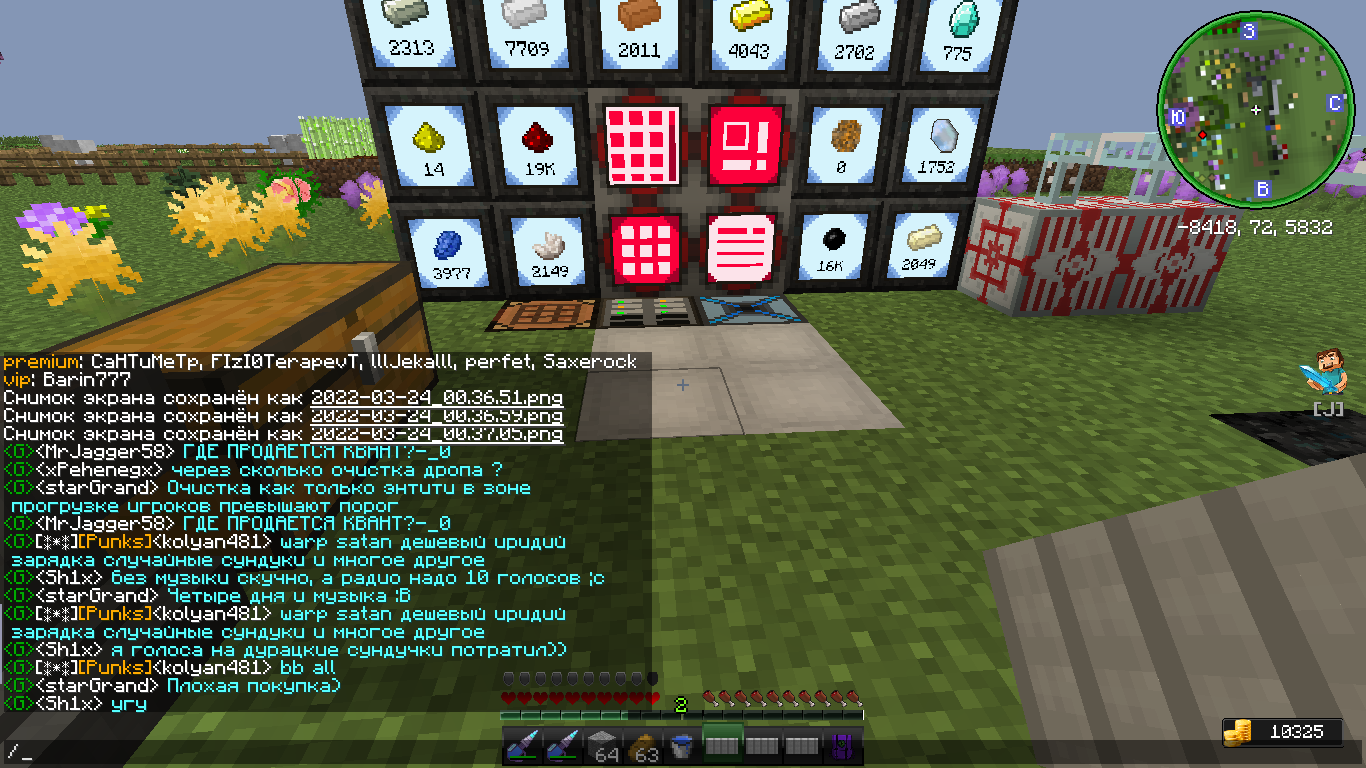 2313 7709 2011 4043 2702 775
З
14 19K 0 1752
Ю С
В
-8418, 72, 5832
3977 2149 16K 2049
premium: CaHTuMeTp, FIzI0TerapevT, lllJekalll, perfet, Saxerock
vip: Barin777
Снимок экрана сохранён как 2022-03-24_00.36.51.png
Снимок экрана сохранён как 2022-03-24_00.36.59.png
Снимок экрана сохранён как 2022-03-24_00.37.05.png
[J]
<G><MrJagger58> ГДЕ ПРОДАЕТСЯ КВАНТ?-_0
<G><xPehenegx> через сколько очистка дропа ?
<G><starGrand> Очистка как только энтити в зоне
прогрузке игроков превышают порог
<G><MrJagger58> ГДЕ ПРОДАЕТСЯ КВАНТ?-_0
<G>[*][Punks]<kolyan481> warp satan дешевый иридий
зарядка случайные сундуки и многое другое
<G><Sh1x> без музыки скучно, а радио надо 10 голосов ;с
<G><starGrand> Четыре дня и музыка :В
<G>[*][Punks]<kolyan481> warp satan дешевый иридий
зарядка случайные сундуки и многое другое
<G><Sh1x> я голоса на дурацкие сундучки потратил))
<G>[*][Punks]<kolyan481> bb all
<G><starGrand> Плохая покупка)
<G><Sh1x> угу
2
64 63
10325
/_